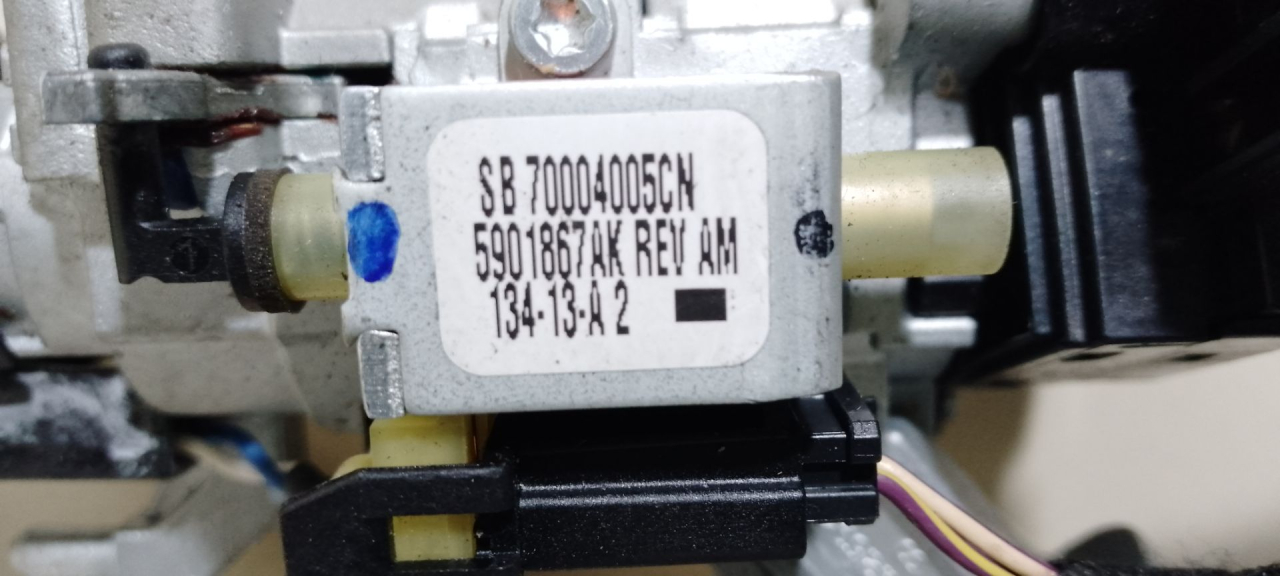 SB 70004005CN
5901867AK REV AM
134-13-A 2